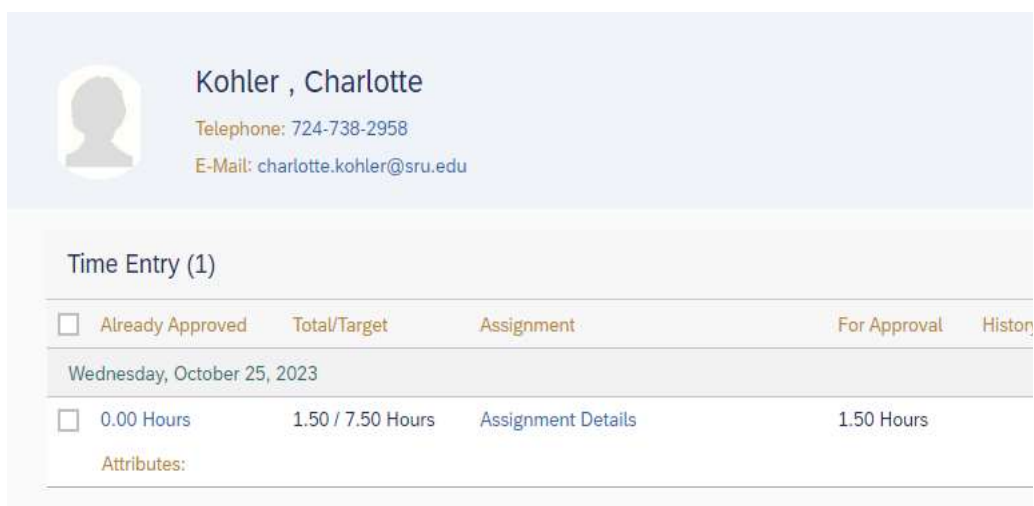 Kohler , Charlotte
Telephone: 724-738-2958
E-Mail: charlotte.kohler@sru.edu
Time Entry (1)
Already Approved Total/Target Assignment For Approval History
Wednesday, October 25, 2023
0.00 Hours 1.50 / 7.50 Hours Assignment Details 1.50 Hours
Attributes: